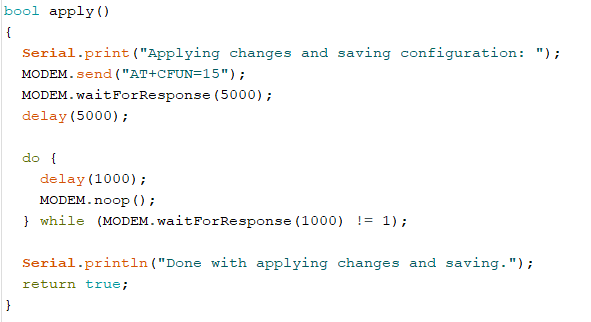 bool apply()
{
  Serial.print("Applying changes and saving configuration: ");
  MODEM.send("AT+CFUN=15");
  MODEM.waitForResponse(5000);
  delay(5000);

  do {
    delay(1000);
    MODEM.noop();
  } while (MODEM.waitForResponse(1000) != 1);

  Serial.println("Done with applying changes and saving.");
  return true;
}